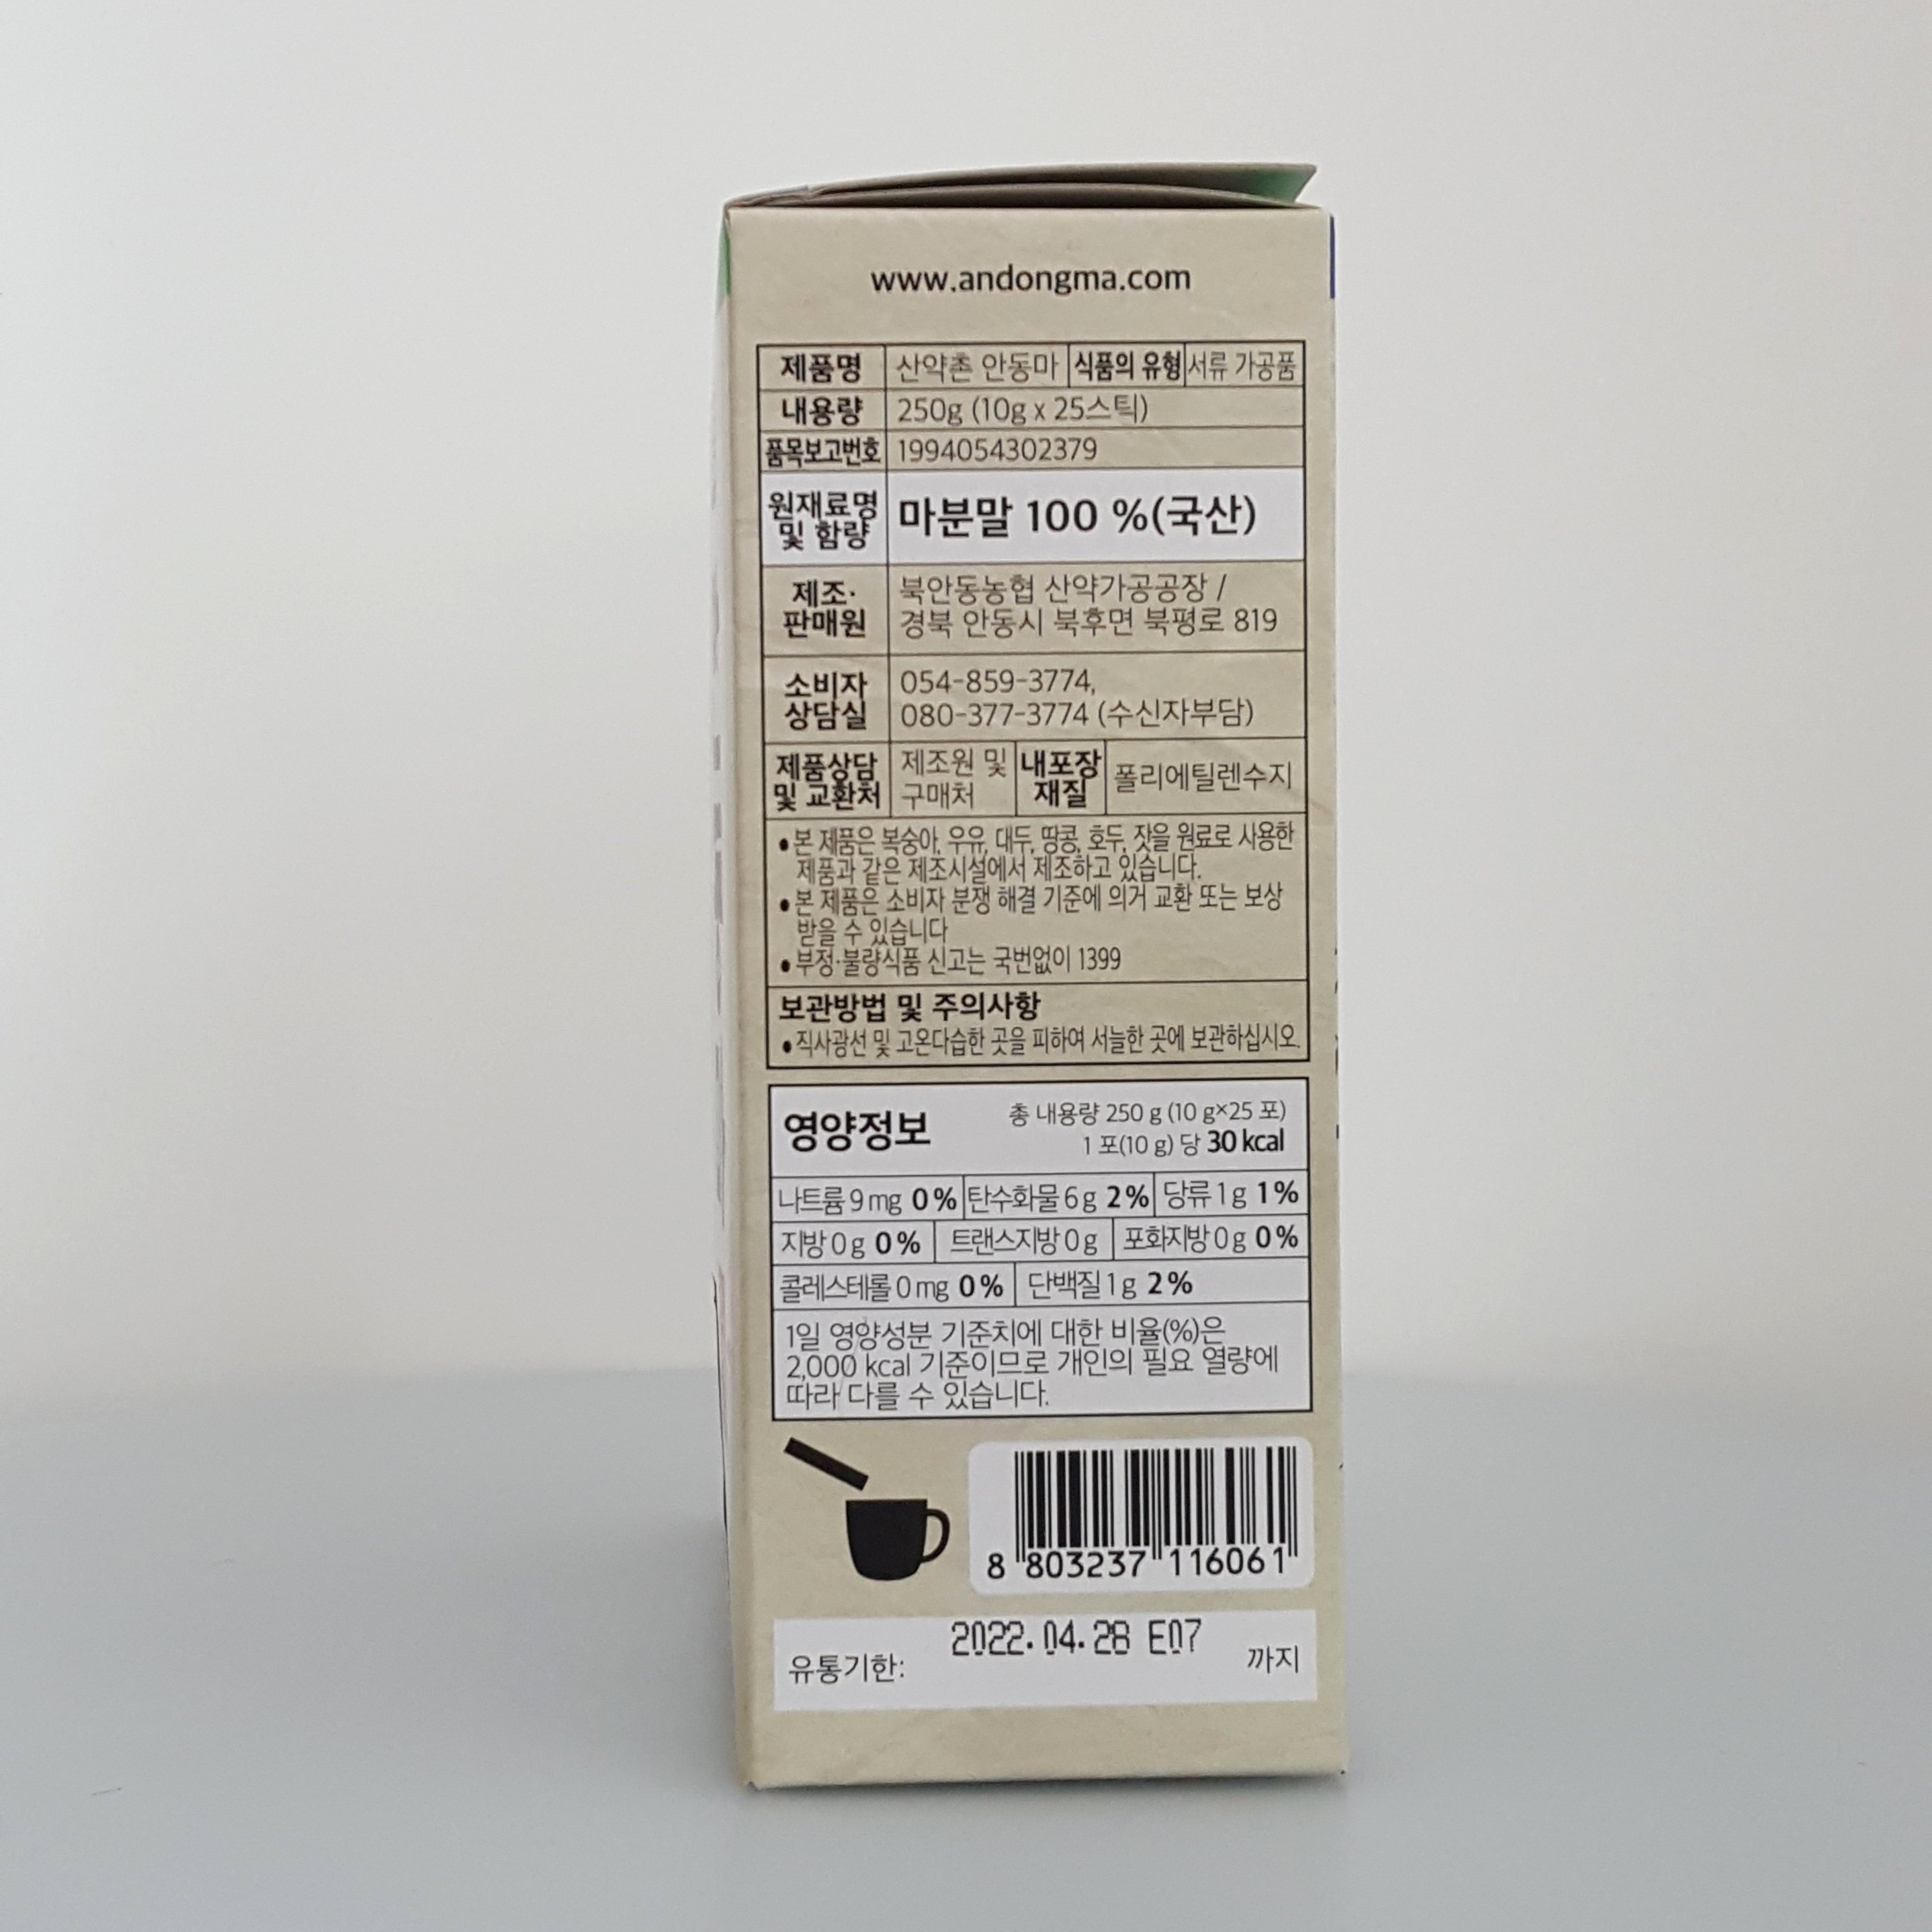 www.andongma.com
제품명 산약촌 안동마 식품의 유형 서류 가공품
내용량 250g (10g x 25스틱)
품목보고번호 1994054302379
원재료명
및 함량
마분말 100 %(국산)
제조·
판매원
북안동농협 산약가공공장 /
경북 안동시 북후면 북평로 819
소비자
상담실
054-859-3774,
080-377-3774 (수신자부담)
제품상담
및 교환처
제조원 및
구매처
내포장
재질
폴리에틸렌수지
•본 제품은 복숭아, 우유, 대두, 땅콩, 호두, 잣을 원료로 사용한
제품과 같은 제조시설에서 제조하고 있습니다.
•본 제품은 소비자 분쟁 해결 기준에 의거 교환 또는 보상
받을 수 있습니다
•부정·불량식품 신고는 국번없이 1399
보관방법 및 주의사항
•직사광선 및 고온다습한 곳을 피하여 서늘한 곳에 보관하십시오.
영양정보
총 내용량 250 g (10 g×25 포)
1 포(10 g) 당 30 kcal
나트륨 9 mg 0% 탄수화물 6 g 2% 당류 1 g 1%
지방 0 g 0% 트랜스지방 0 g 포화지방 0 g 0%
콜레스테롤 0 mg 0% 단백질 1 g 2%
1일 영양성분 기준치에 대한 비율(%)은
2,000 kcal 기준이므로 개인의 필요 열량에
따라 다를 수 있습니다.
8 803237 116061
2022.04.28 E07
유통기한: 까지